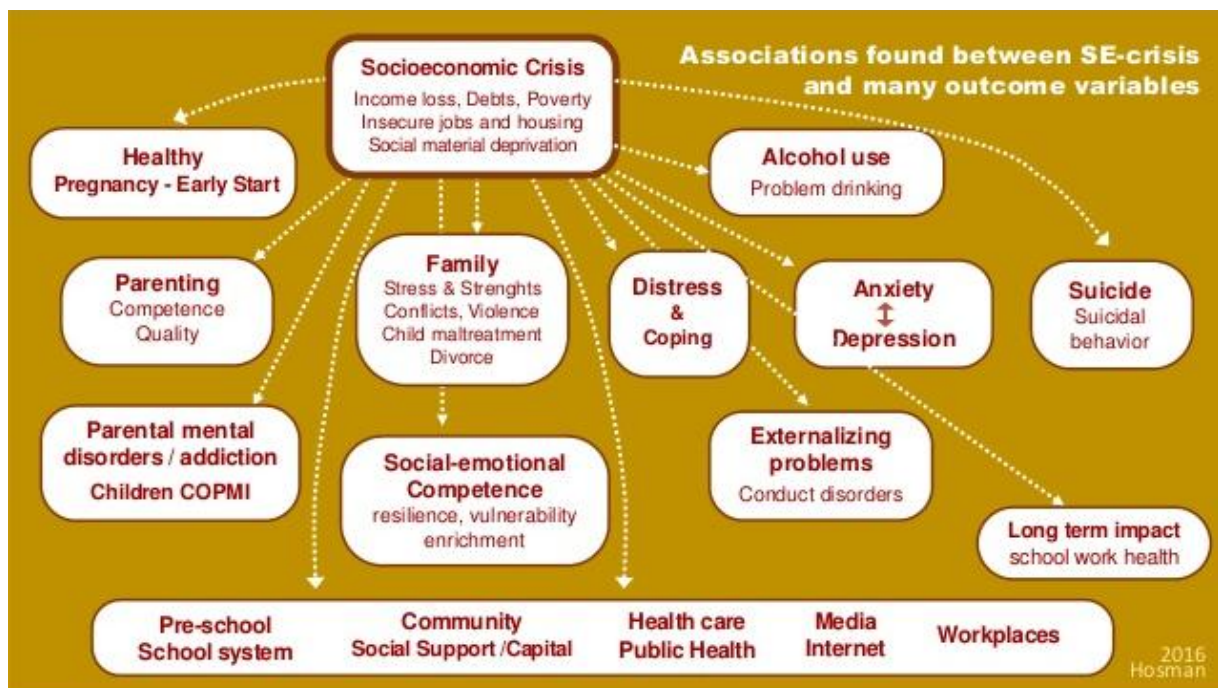 Associations found between SE-crisis
and many outcome variables
Socioeconomic Crisis
Income loss, Debts, Poverty
Insecure jobs and housing
Social material deprivation
Healthy
Pregnancy - Early Start
Alcohol use
Problem drinking
Parenting
Competence
Quality
Family
Stress & Strenghts
Conflicts, Violence
Child maltreatment
Divorce
Distress
&
Coping
Anxiety
Depression
Suicide
Suicidal
behavior
Parental mental
disorders / addiction
Children COPMI
Social-emotional
Competence
resilience, vulnerability
enrichment
Externalizing
problems
Conduct disorders
Long term impact
school work health
Pre-school
School system
Community
Social Support /Capital
Health care
Public Health
Media
Internet
Workplaces
2016
Hosman